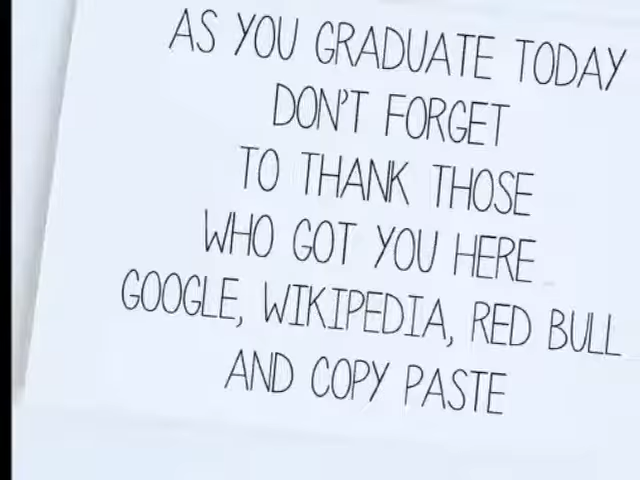 AS YOU GRADUATE TODAY
DON'T FORGET
TO THANK THOSE
WHO GOT YOU HERE
GOOGLE, WIKIPEDIA, RED BULL
AND COPY PASTE